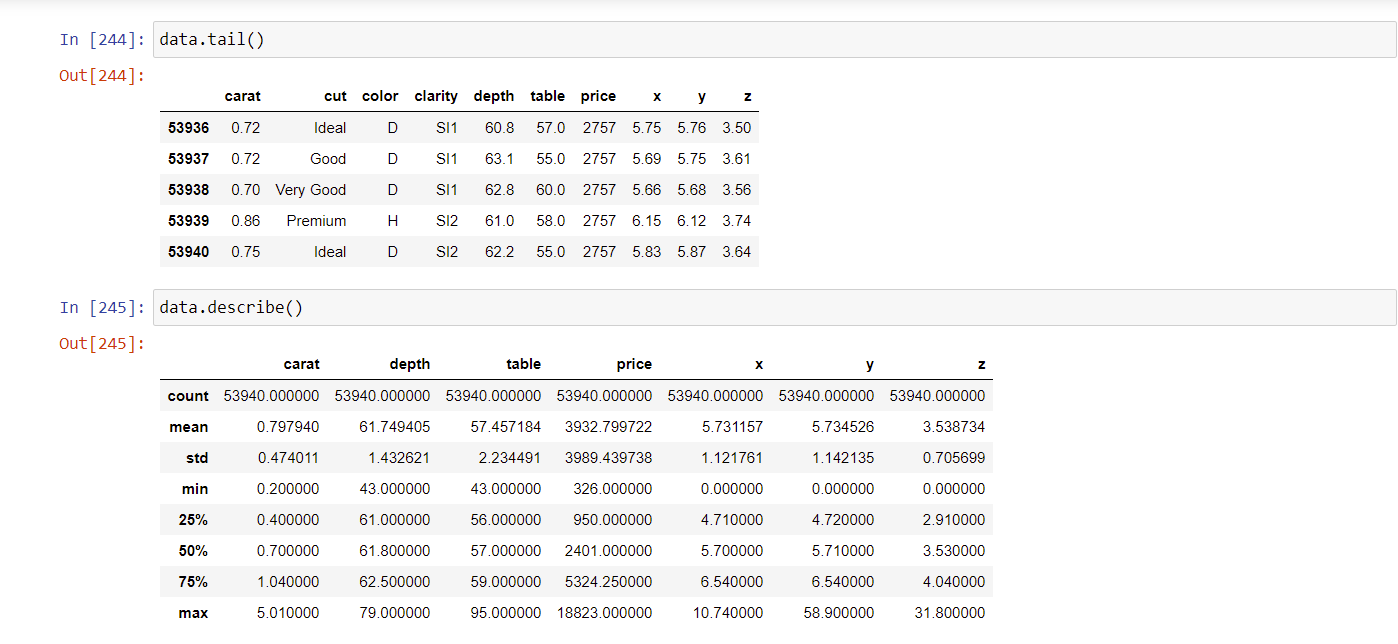 In [244]: data.tail()
Out[244]:
carat cut color clarity depth table price x y z
53936 0.72 Ideal D SI1 60.8 57.0 2757 5.75 5.76 3.50
53937 0.72 Good D SI1 63.1 55.0 2757 5.69 5.75 3.61
53938 0.70 Very Good D SI1 62.8 60.0 2757 5.66 5.68 3.56
53939 0.86 Premium H SI2 61.0 58.0 2757 6.15 6.12 3.74
53940 0.75 Ideal D SI2 62.2 55.0 2757 5.83 5.87 3.64
In [245]: data.describe()
Out[245]:
carat depth table price x y z
count 53940.000000 53940.000000 53940.000000 53940.000000 53940.000000 53940.000000 53940.000000
mean 0.797940 61.749405 57.457184 3932.799722 5.731157 5.734526 3.538734
std 0.474011 1.432621 2.234491 3989.439738 1.121761 1.142135 0.705699
min 0.200000 43.000000 43.000000 326.000000 0.000000 0.000000 0.000000
25% 0.400000 61.000000 56.000000 950.000000 4.710000 4.720000 2.910000
50% 0.700000 61.800000 57.000000 2401.000000 5.700000 5.710000 3.530000
75% 1.040000 62.500000 59.000000 5324.250000 6.540000 6.540000 4.040000
max 5.010000 79.000000 95.000000 18823.000000 10.740000 58.900000 31.800000